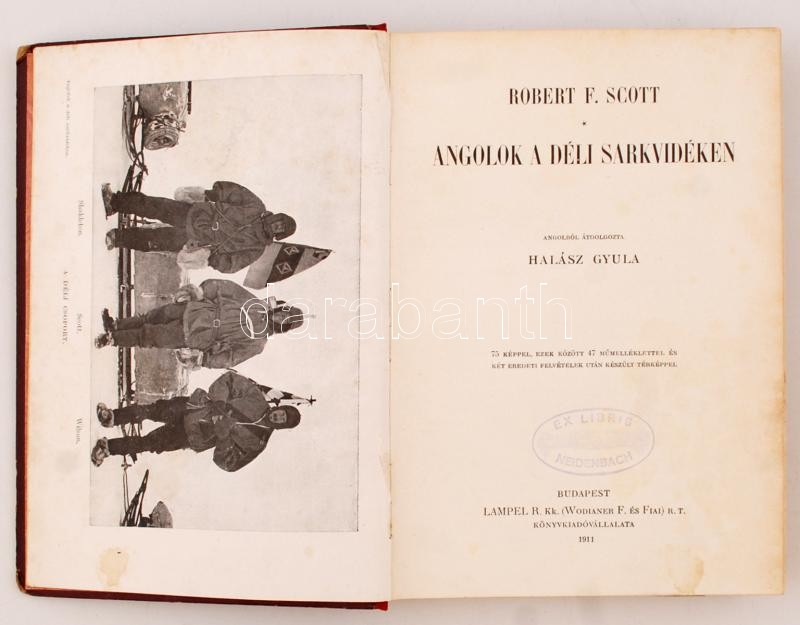 Shakleton.
Scott.
Wilson.
A DÉLI CSOPORT.
ROBERT F. SCOTT
*
ANGOLOK A DÉLI SARKVIDÉKEN
ANGOLBÓL ÁTDOLGOZTA
HALÁSZ GYULA
75 KÉPPEL, EZEK KÖZÖTT 47 MŰMELLÉKLETTEL ÉS
KÉT EREDETI FELVÉTELEK UTÁN KÉSZÜLT TÉRKÉPPEL
EX LIBRIS
NEIDENBACH
BUDAPEST
LAMPEL R. Kk. (WODIANER F. ÉS FIAI) R. T.
KÖNYVKIADÓVÁLLALATA
1911
darabanth